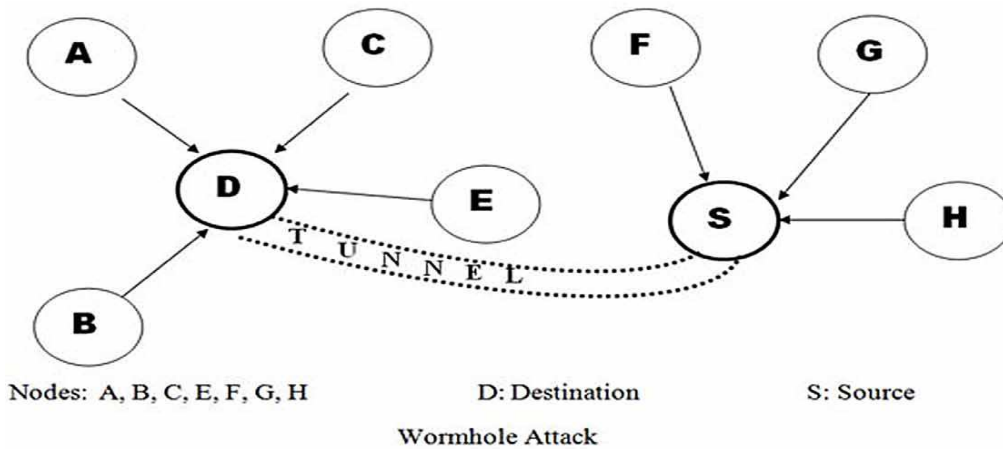 A
C
F
G
D
E
S
H
T U N N E L
B
Nodes: A, B, C, E, F, G, H
D: Destination
S: Source
Wormhole Attack